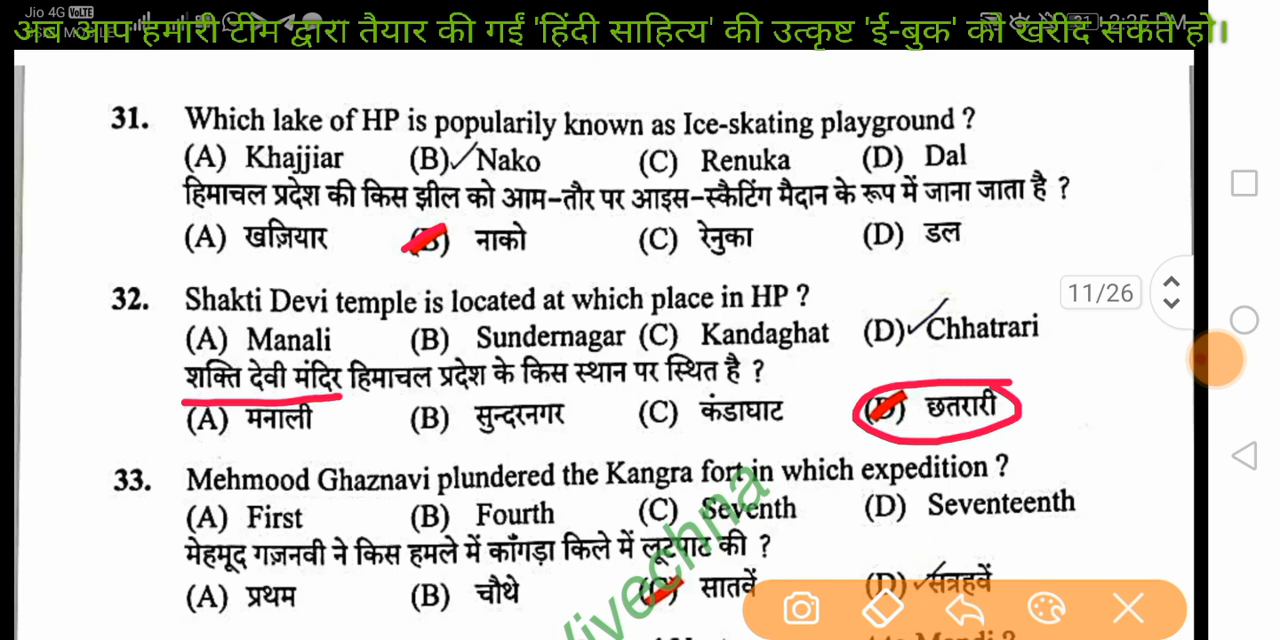 Jio 4G VoLTE
अब आप हमारी टीम द्वारा तैयार की गईं 'हिंदी साहित्य' की उत्कृष्ट 'ई-बुक' को खरीद सकते हो।
31. Which lake of HP is popularily known as Ice-skating playground ?
(A) Khajjiar (B) Nako (C) Renuka (D) Dal
हिमाचल प्रदेश की किस झील को आम-तौर पर आइस-स्कैटिंग मैदान के रूप में जाना जाता है ?
(A) खज़ियार (B) नाको (C) रेनुका (D) डल
11/26
32. Shakti Devi temple is located at which place in HP ?
(A) Manali (B) Sundernagar (C) Kandaghat (D) Chhatrari
शक्ति देवी मंदिर हिमाचल प्रदेश के किस स्थान पर स्थित है ?
(A) मनाली (B) सुन्दरनगर (C) कंडाघाट (D) छतरारी
33. Mehmood Ghaznavi plundered the Kangra fort in which expedition ?
(A) First (B) Fourth (C) Seventh (D) Seventeenth
मेहमूद गज़नवी ने किस हमले में काँगड़ा किले में लूटपाट की ?
(A) प्रथम (B) चौथे (C) सातवें (D) सत्रहवें
Vivechna